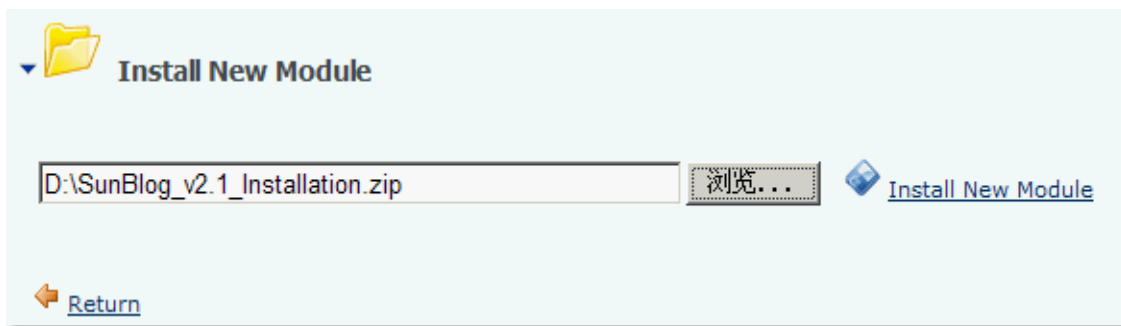 Install New Module
D:\SunBlog_v2.1_Installation.zip 浏览... Install New Module
Return